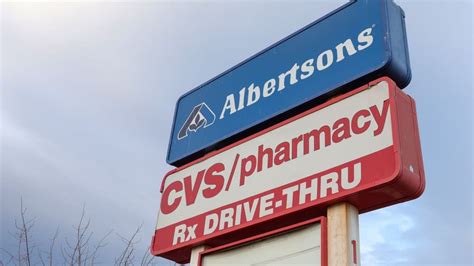 Albertsons
CVS/pharmacy
Rx DRIVE-THRU